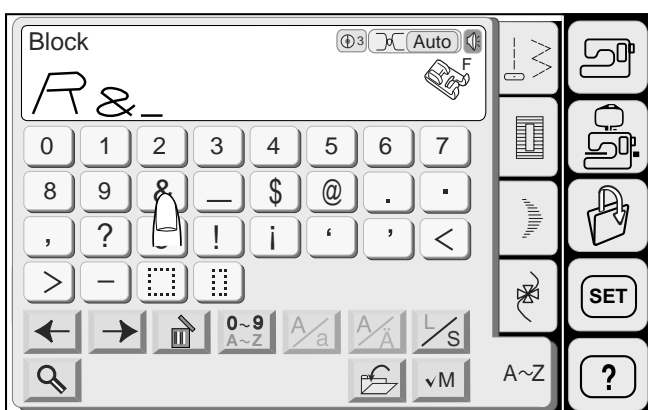 Block 3 Auto
F
R &_
0 1 2 3 4 5 6 7
8 9 & _ $ @ . ·
, ? ! ¡ ‘ ’ <
> –
0~9
A~Z A/a A/Ä L/S
✓M A~Z
SET
?